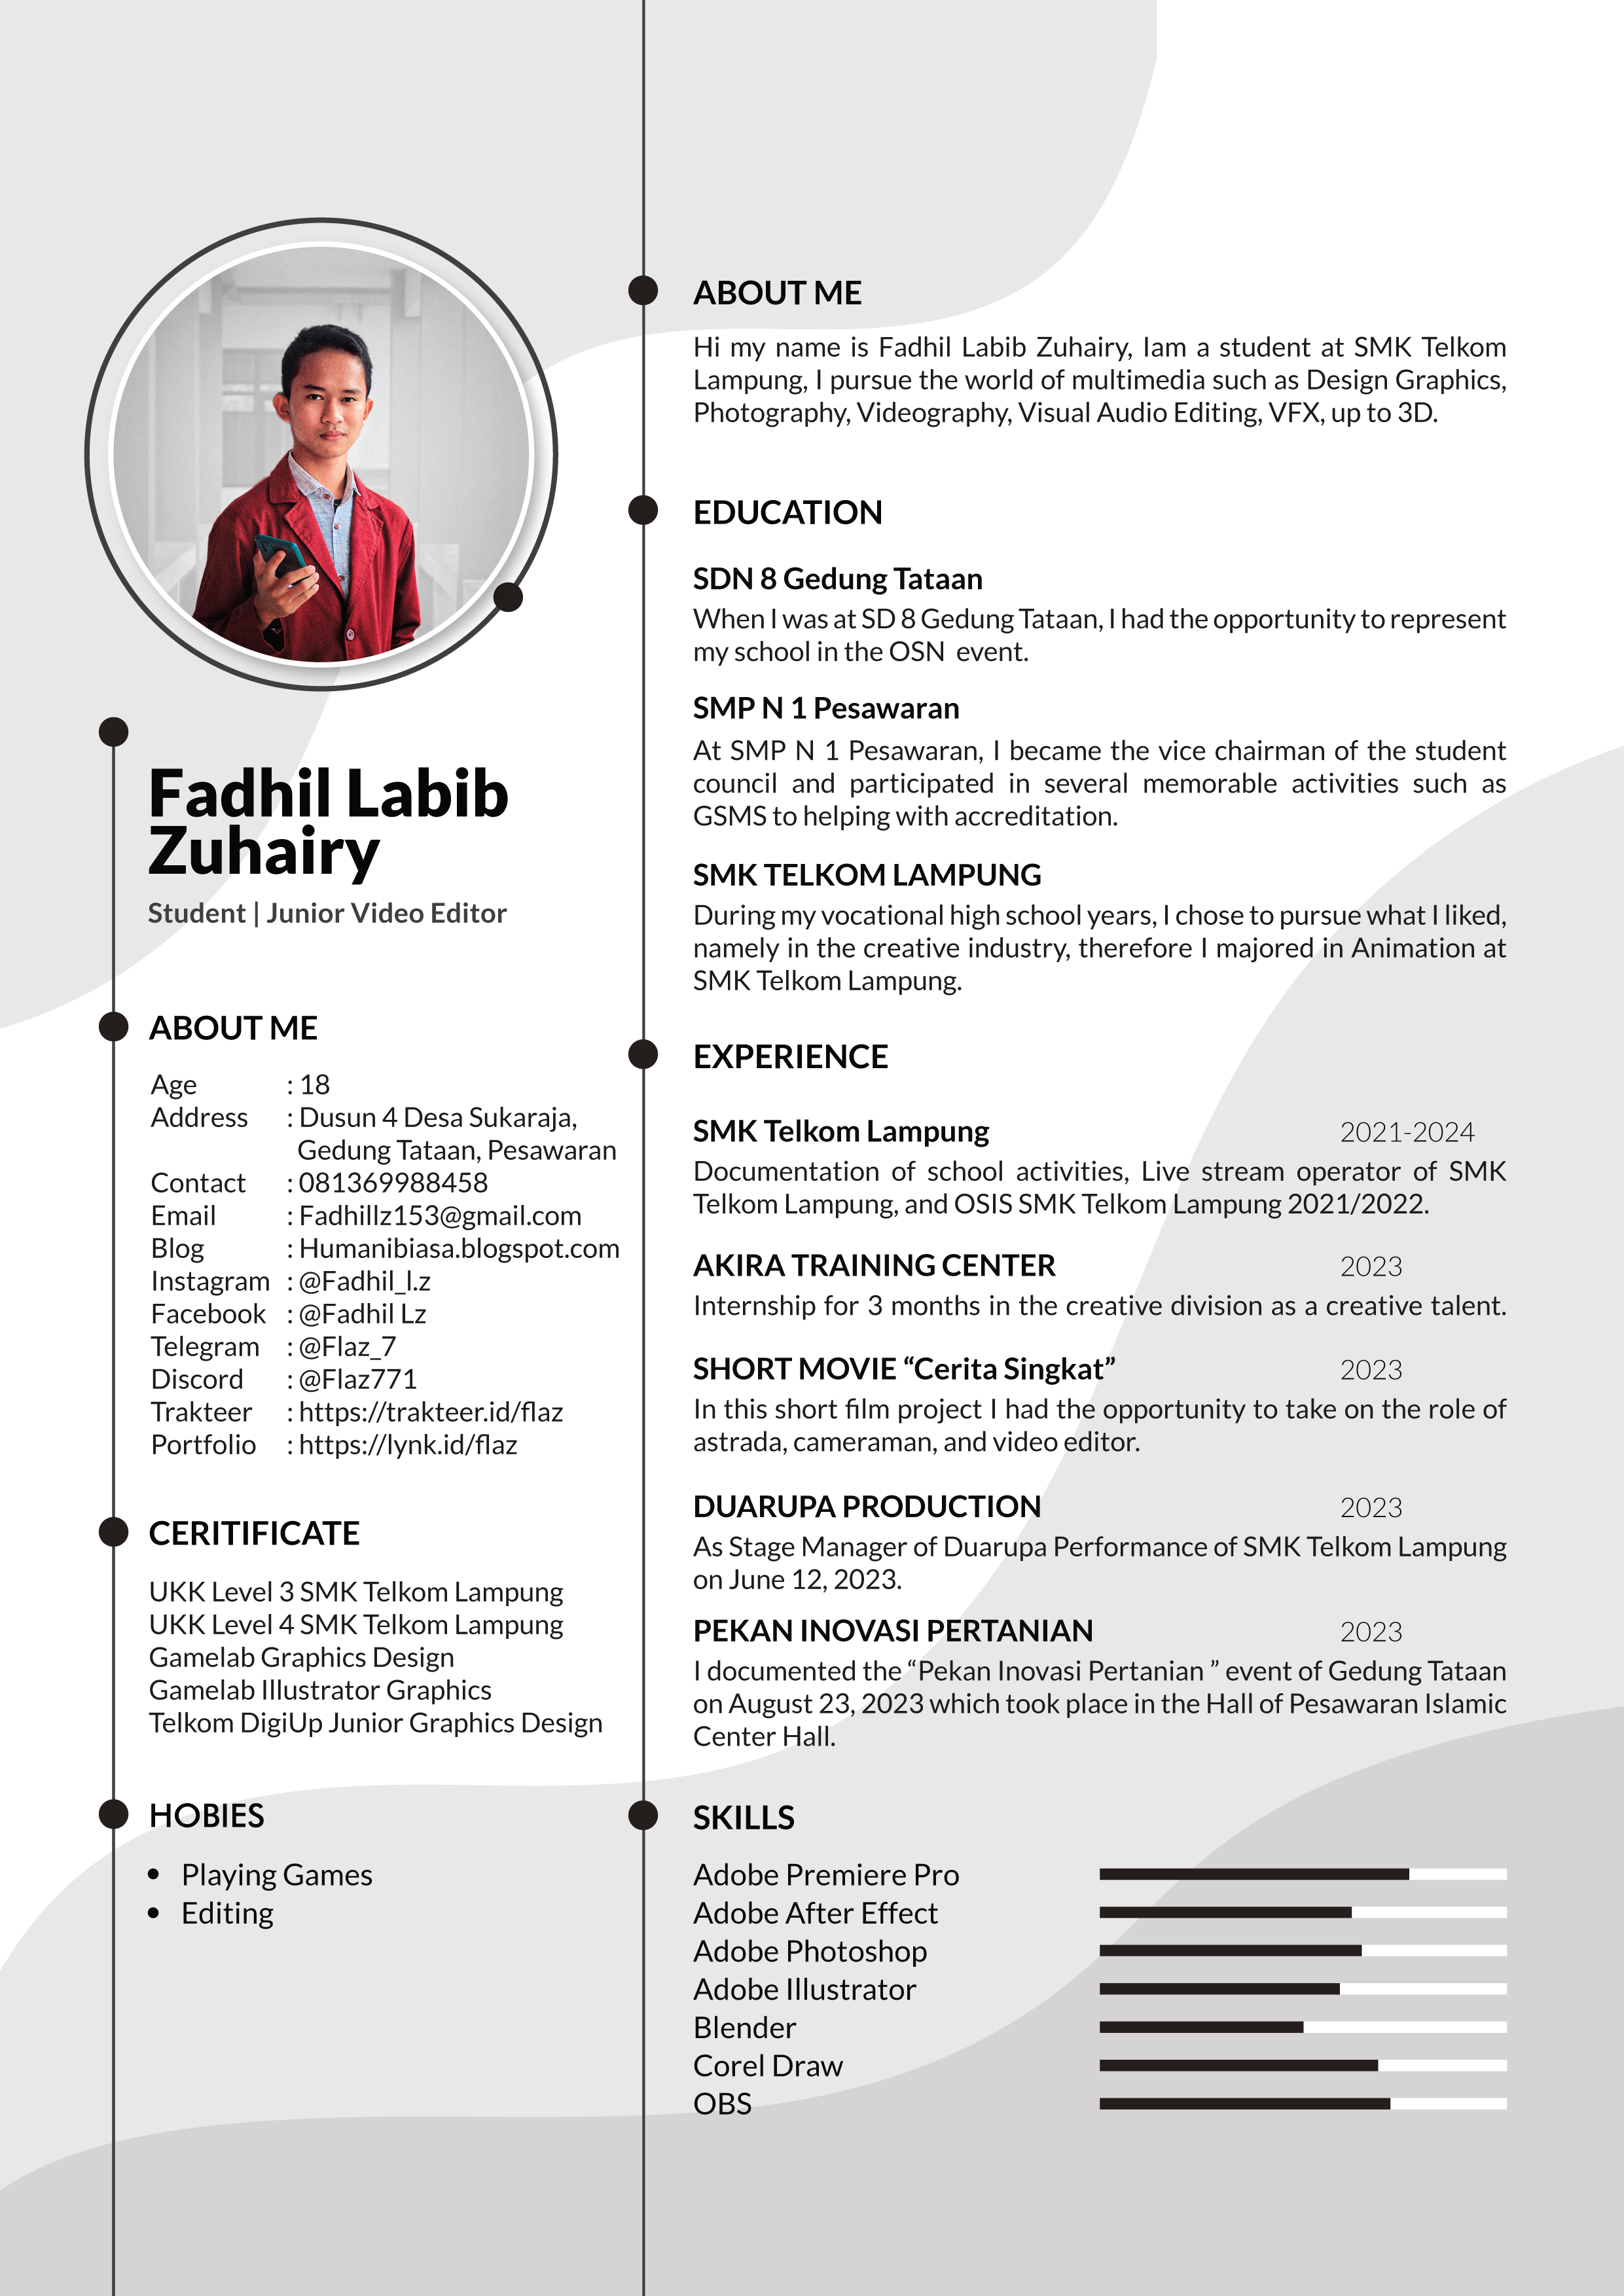 Fadhil Labib
Zuhairy
Student | Junior Video Editor
ABOUT ME
Age : 18
Address : Dusun 4 Desa Sukaraja,
Gedung Tataan, Pesawaran
Contact : 081369988458
Email : Fadhillz153@gmail.com
Blog : Humanibiasa.blogspot.com
Instagram : @Fadhil_l.z
Facebook : @Fadhil Lz
Telegram : @Flaz_7
Discord : @Flaz771
Trakteer : https://trakteer.id/flaz
Portfolio : https://lynk.id/flaz
CERITIFICATE
UKK Level 3 SMK Telkom Lampung
UKK Level 4 SMK Telkom Lampung
Gamelab Graphics Design
Gamelab Illustrator Graphics
Telkom DigiUp Junior Graphics Design
HOBIES
• Playing Games
• Editing
ABOUT ME
Hi my name is Fadhil Labib Zuhairy, Iam a student at SMK Telkom
Lampung, I pursue the world of multimedia such as Design Graphics,
Photography, Videography, Visual Audio Editing, VFX, up to 3D.
EDUCATION
SDN 8 Gedung Tataan
When I was at SD 8 Gedung Tataan, I had the opportunity to represent
my school in the OSN event.
SMP N 1 Pesawaran
At SMP N 1 Pesawaran, I became the vice chairman of the student
council and participated in several memorable activities such as
GSMS to helping with accreditation.
SMK TELKOM LAMPUNG
During my vocational high school years, I chose to pursue what I liked,
namely in the creative industry, therefore I majored in Animation at
SMK Telkom Lampung.
EXPERIENCE
SMK Telkom Lampung 2021-2024
Documentation of school activities, Live stream operator of SMK
Telkom Lampung, and OSIS SMK Telkom Lampung 2021/2022.
AKIRA TRAINING CENTER 2023
Internship for 3 months in the creative division as a creative talent.
SHORT MOVIE “Cerita Singkat” 2023
In this short film project I had the opportunity to take on the role of
astrada, cameraman, and video editor.
DUARUPA PRODUCTION 2023
As Stage Manager of Duarupa Performance of SMK Telkom Lampung
on June 12, 2023.
PEKAN INOVASI PERTANIAN 2023
I documented the “Pekan Inovasi Pertanian ” event of Gedung Tataan
on August 23, 2023 which took place in the Hall of Pesawaran Islamic
Center Hall.
SKILLS
Adobe Premiere Pro
Adobe After Effect
Adobe Photoshop
Adobe Illustrator
Blender
Corel Draw
OBS